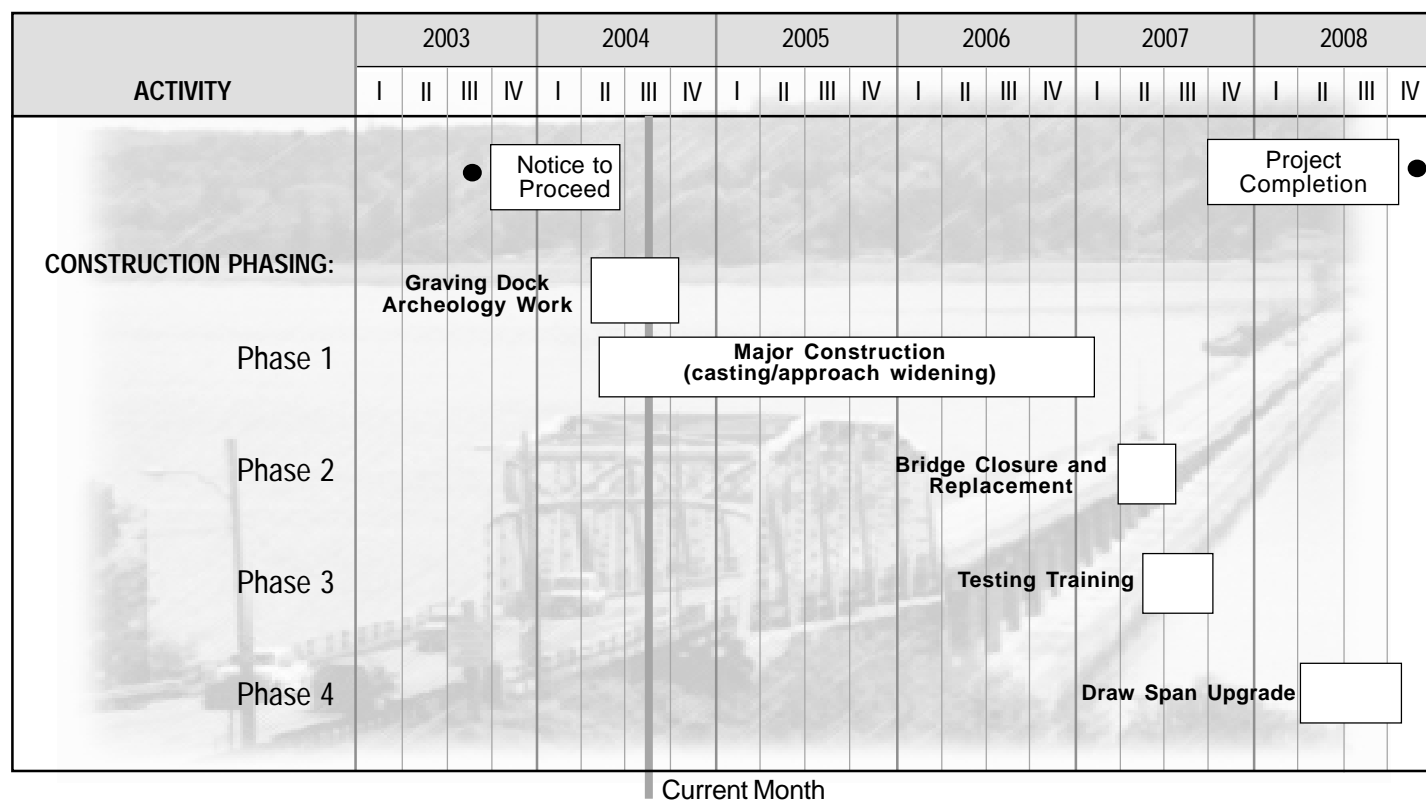 2003 2004 2005 2006 2007 2008
ACTIVITY I II III IV I II III IV I II III IV I II III IV I II III IV I II III IV
Notice to
Proceed
Project
Completion
CONSTRUCTION PHASING:
Graving Dock
Archeology Work
Phase 1
Major Construction
(casting/approach widening)
Phase 2
Bridge Closure and
Replacement
Phase 3
Testing Training
Phase 4
Draw Span Upgrade
Current Month